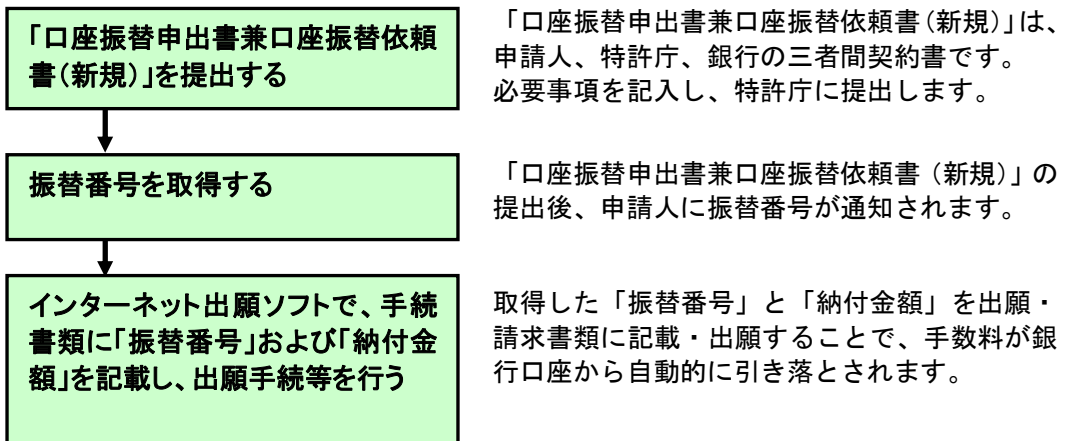 「口座振替申出書兼口座振替依頼
書(新規)」を提出する
「口座振替申出書兼口座振替依頼書(新規)」は、
申請人、特許庁、銀行の三者間契約書です。
必要事項を記入し、特許庁に提出します。
振替番号を取得する
「口座振替申出書兼口座振替依頼書(新規)」の
提出後、申請人に振替番号が通知されます。
インターネット出願ソフトで、手続
書類に「振替番号」および「納付金
額」を記載し、出願手続等を行う
取得した「振替番号」と「納付金額」を出願・
請求書類に記載・出願することで、手数料が銀
行口座から自動的に引き落とされます。